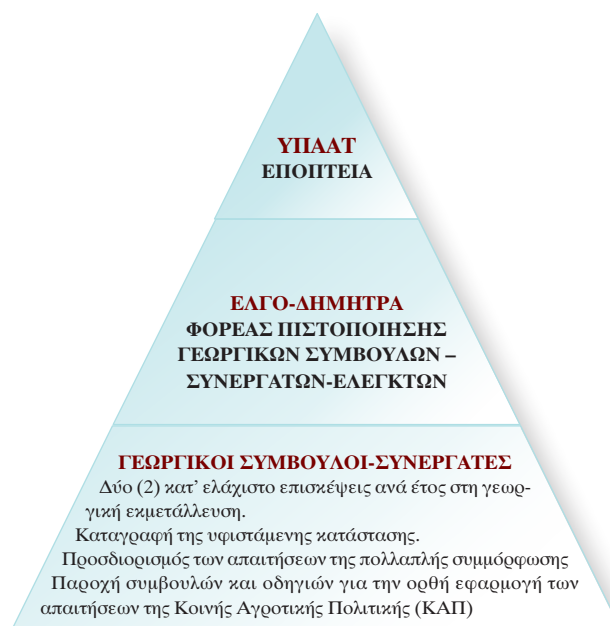 ΥΠΑΑΤ
ΕΠΟΠΤΕΙΑ
ΕΛΓΟ-ΔΗΜΗΤΡΑ
ΦΟΡΕΑΣ ΠΙΣΤΟΠΟΙΗΣΗΣ
ΓΕΩΡΓΙΚΩΝ ΣΥΜΒΟΥΛΩΝ –
ΣΥΝΕΡΓΑΤΩΝ-ΕΛΕΓΚΤΩΝ
ΓΕΩΡΓΙΚΟΙ ΣΥΜΒΟΥΛΟΙ-ΣΥΝΕΡΓΑΤΕΣ
Δύο (2) κατ’ ελάχιστο επισκέψεις ανά έτος στη γεωρ-
γική εκμετάλλευση.
Καταγραφή της υφιστάμενης κατάστασης.
Προσδιορισμός των απαιτήσεων της πολλαπλής συμμόρφωσης
Παροχή συμβουλών και οδηγιών για την ορθή εφαρμογή των
απαιτήσεων της Κοινής Αγροτικής Πολιτικής (ΚΑΠ)